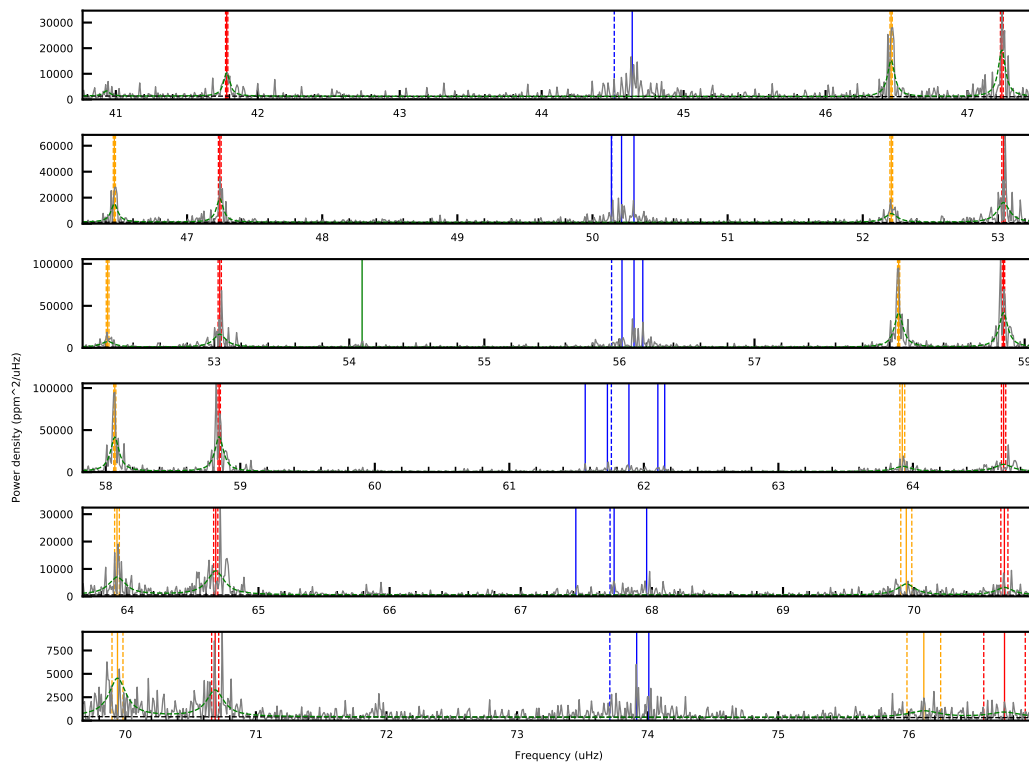 30000
20000
10000
0
41 42 43 44 45 46 47
60000
40000
20000
0
47 48 49 50 51 52 53
100000
50000
0
53 54 55 56 57 58 59
100000
50000
0
58 59 60 61 62 63 64
Power density (ppm^2/uHz)
30000
20000
10000
0
64 65 66 67 68 69 70
7500
5000
2500
0
70 71 72 73 74 75 76
Frequency (uHz)